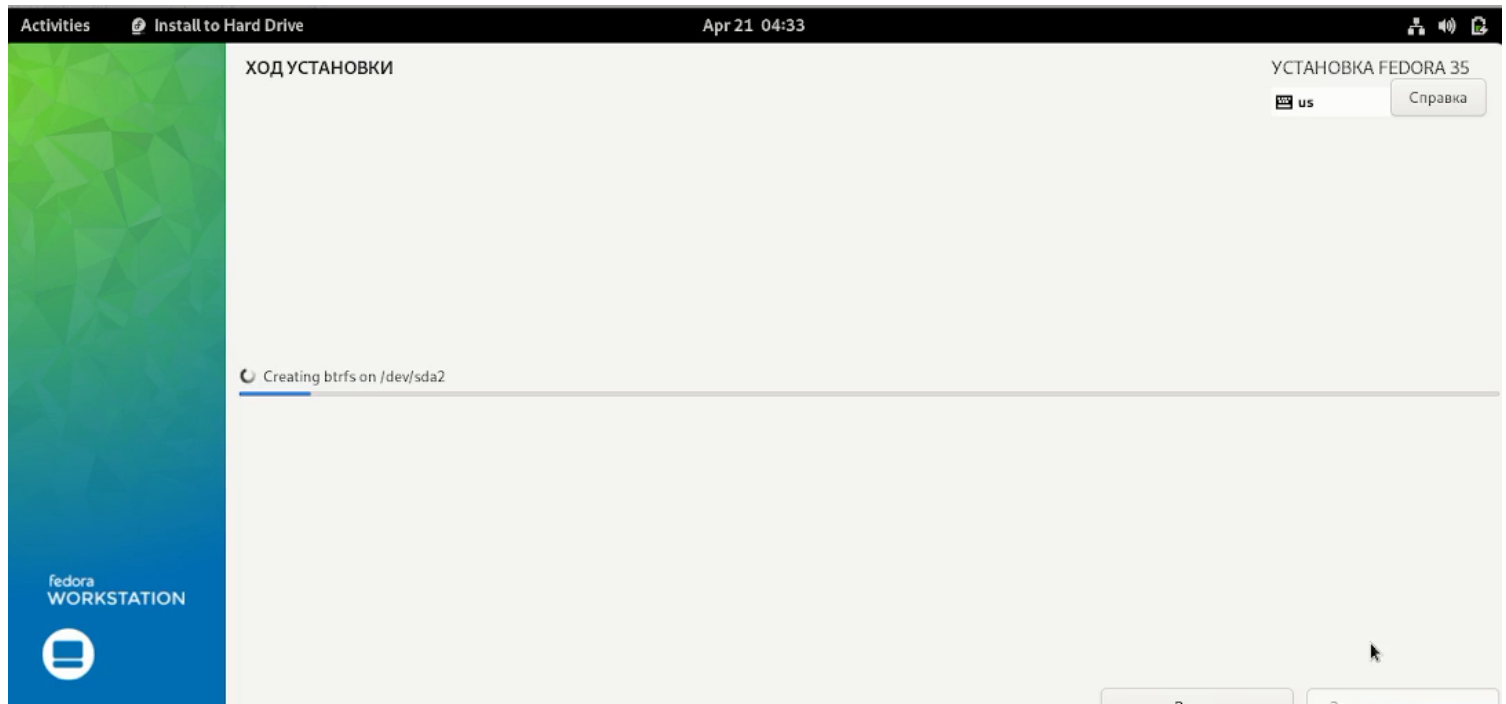 Activities Install to Hard Drive Apr 21 04:33
ХОД УСТАНОВКИ
УСТАНОВКА FEDORA 35
us
Справка
Creating btrfs on /dev/sda2
fedora
WORKSTATION